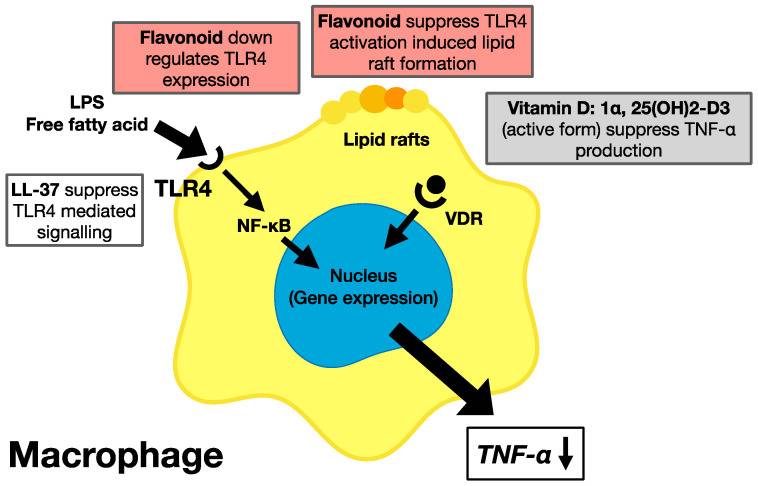 Flavonoid down
regulates TLR4
expression
Flavonoid suppress TLR4
activation induced lipid
raft formation
LPS
Free fatty acid
Vitamin D: 1α, 25(OH)2-D3
(active form) suppress TNF-α
production
Lipid rafts
LL-37 suppress
TLR4 mediated
signalling
TLR4
NF-κB
VDR
Nucleus
(Gene expression)
Macrophage
TNF-α